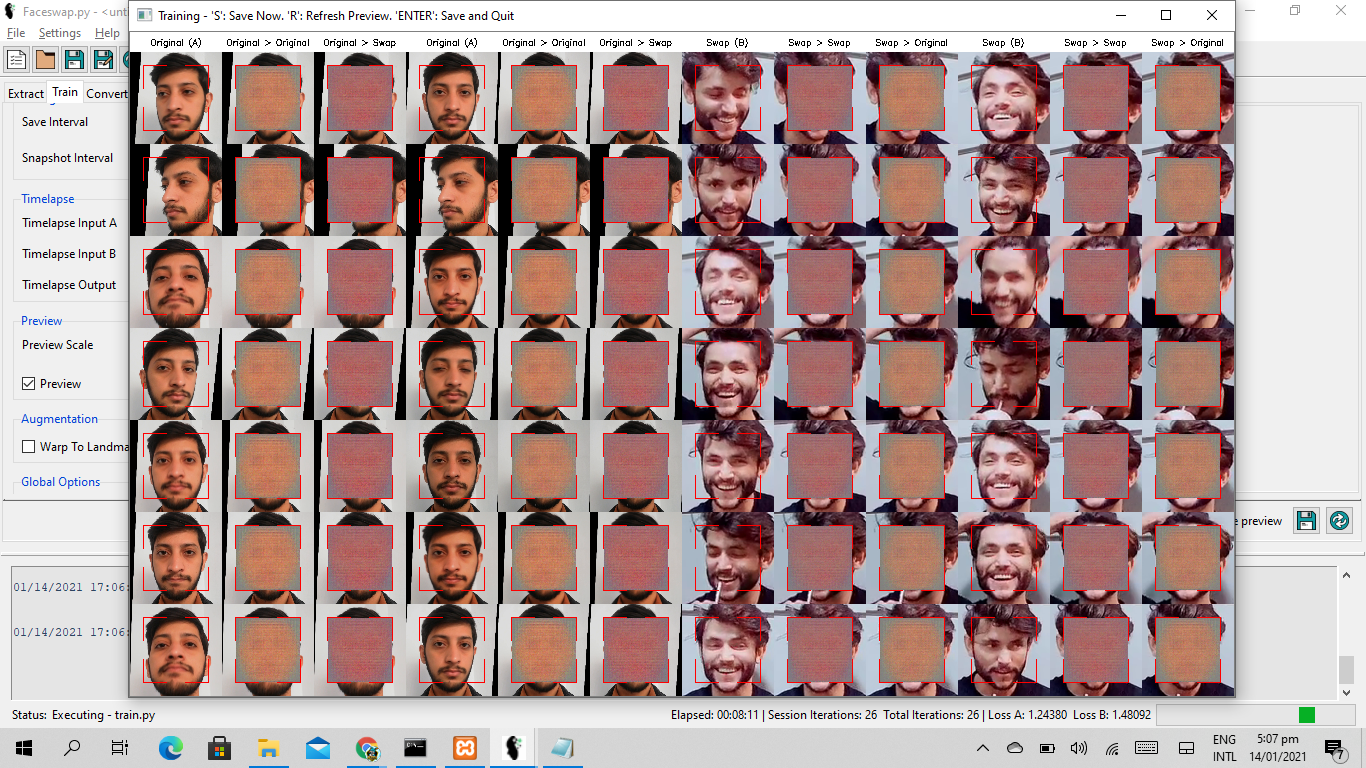 Faceswap.py - <unt
Training - 'S': Save Now. 'R': Refresh Preview. 'ENTER': Save and Quit
File Settings Help
Original (A) Original > Original Original > Swap Original (A) Original > Original Original > Swap Swap (B) Swap > Swap Swap > Original Swap (B) Swap > Swap Swap > Original
Extract Train Convert
Save Interval
Snapshot Interval
Timelapse
Timelapse Input A
Timelapse Input B
Timelapse Output
Preview
Preview Scale
Preview
Augmentation
Warp To Landma
Global Options
e preview
01/14/2021 17:06:
01/14/2021 17:06:
Status: Executing - train.py
Elapsed: 00:08:11 | Session Iterations: 26 Total Iterations: 26 | Loss A: 1.24380 Loss B: 1.48092
ENG 5:07 pm
INTL 14/01/2021
7